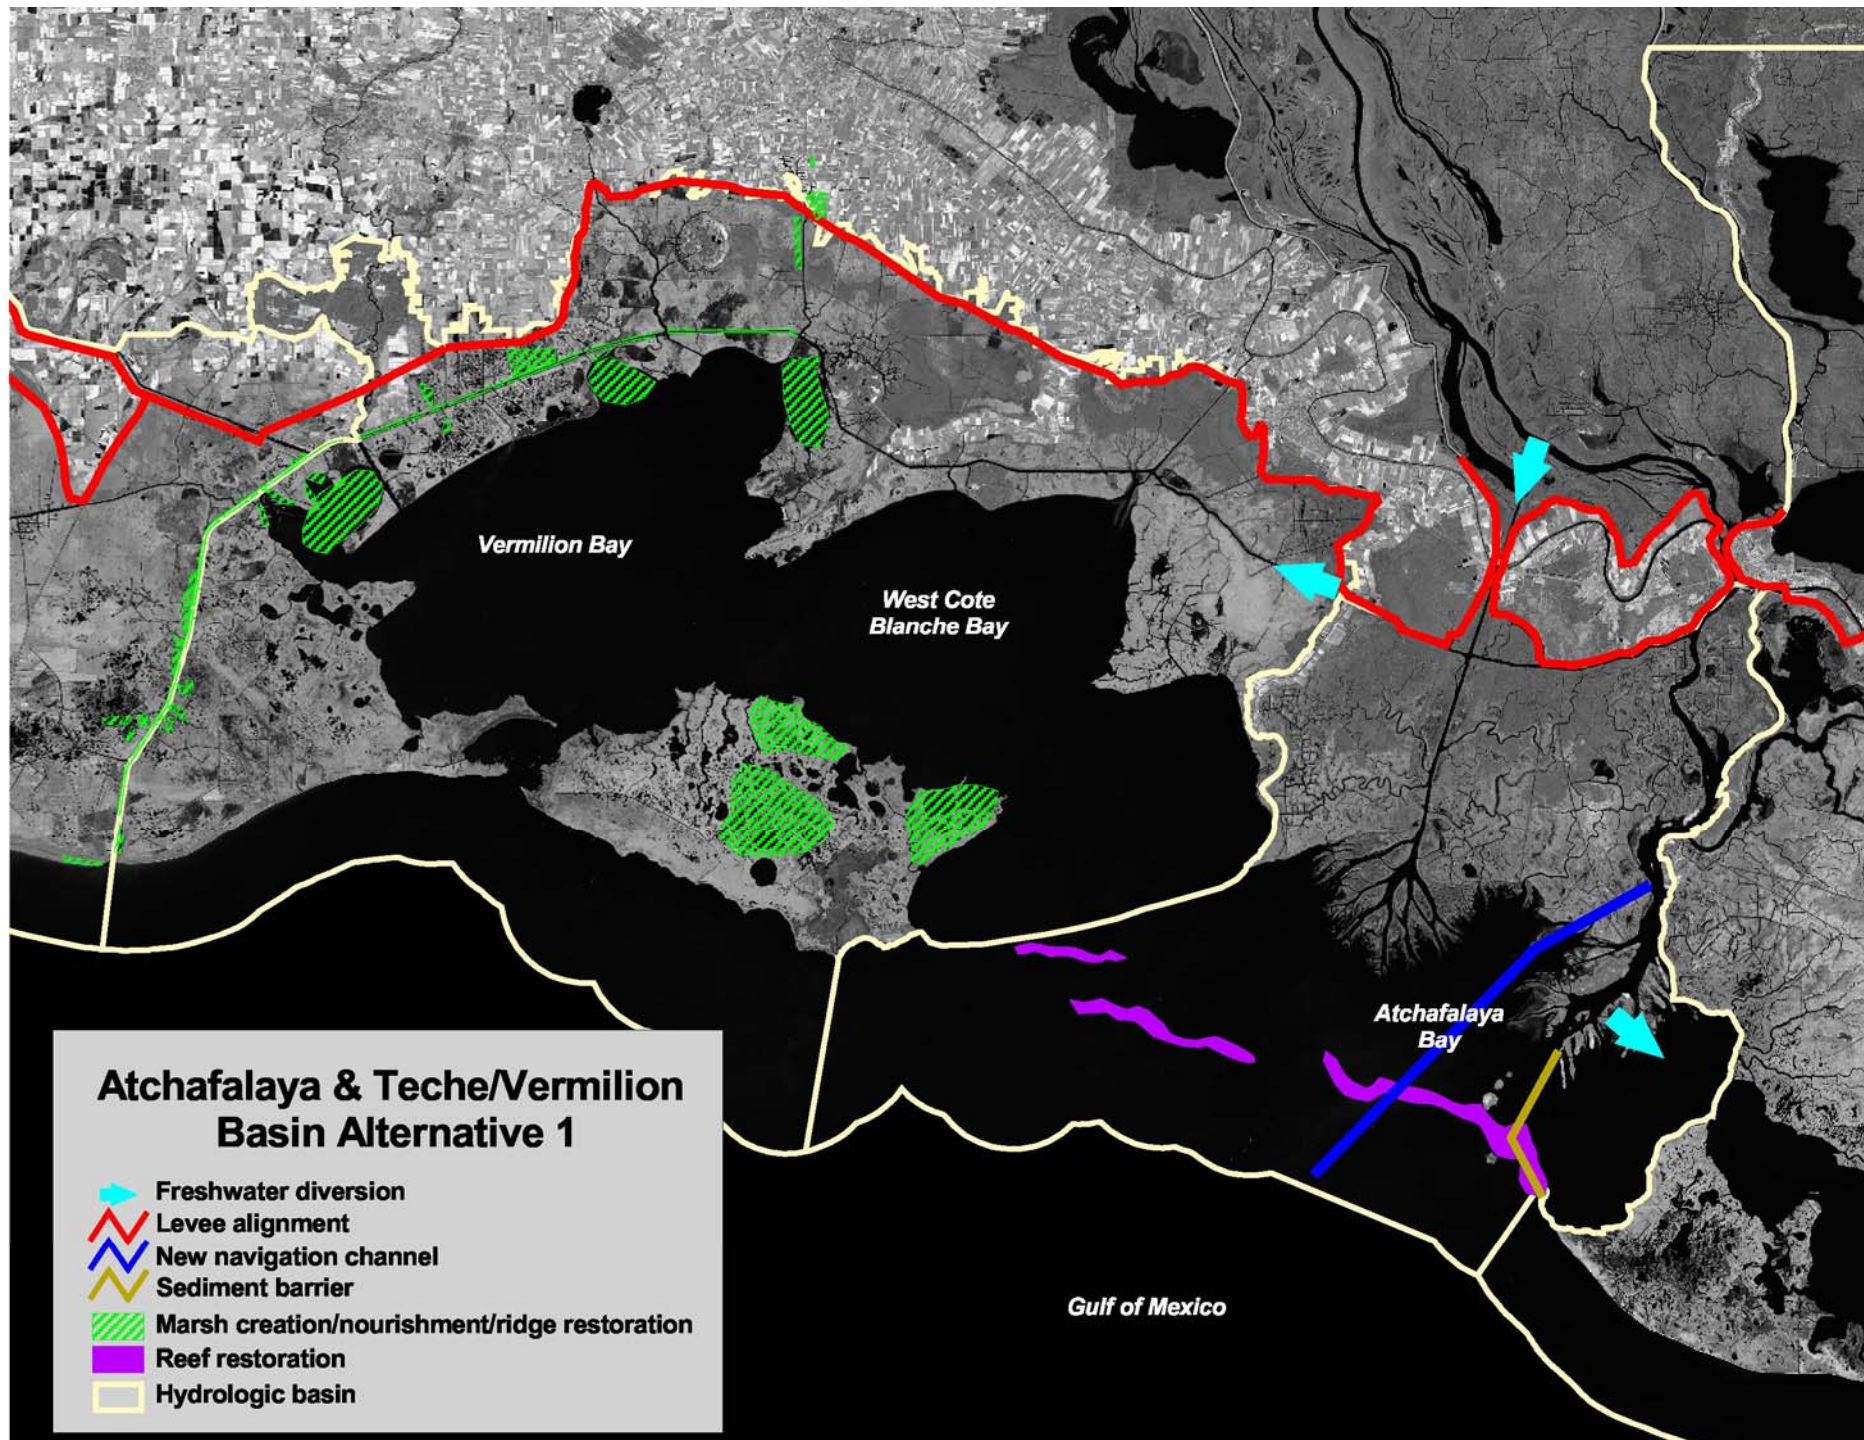 Vermilion Bay
West Cote
Blanche Bay
Atchafalaya
Bay
Gulf of Mexico
Atchafalaya & Teche/Vermilion
Basin Alternative 1
Freshwater diversion
Levee alignment
New navigation channel
Sediment barrier
Marsh creation/nourishment/ridge restoration
Reef restoration
Hydrologic basin